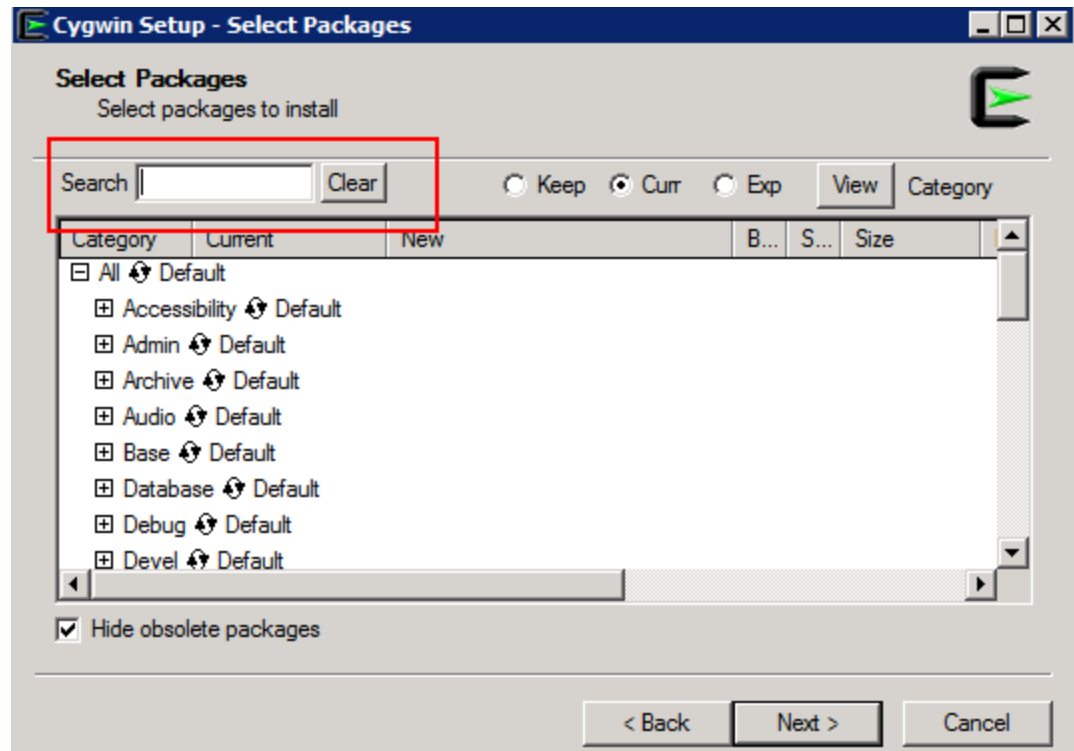 Cygwin Setup - Select Packages
Select Packages
Select packages to install
Search Clear Keep Curr Exp View Category
Category Current New B... S... Size
All Default
Accessibility Default
Admin Default
Archive Default
Audio Default
Base Default
Database Default
Debug Default
Devel Default
Hide obsolete packages
< Back Next > Cancel